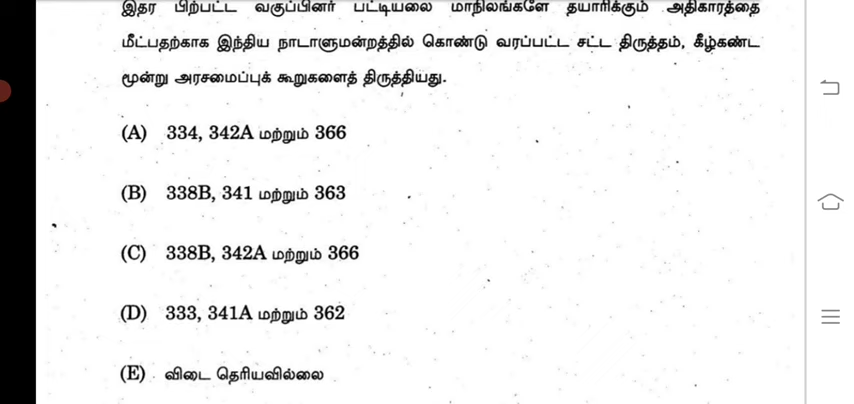 இதர பிற்பட்ட வகுப்பினர் பட்டியலை மாநிலங்களே தயாரிக்கும் அதிகாரத்தை
மீட்பதற்காக இந்திய நாடாளுமன்றத்தில் கொண்டு வரப்பட்ட சட்ட திருத்தம், கீழ்கண்ட
மூன்று அரசமைப்புக் கூறுகளைத் திருத்தியது.
(A) 334, 342A மற்றும் 366
(B) 338B, 341 மற்றும் 363
(C) 338B, 342A மற்றும் 366
(D) 333, 341A மற்றும் 362
(E) விடை தெரியவில்லை